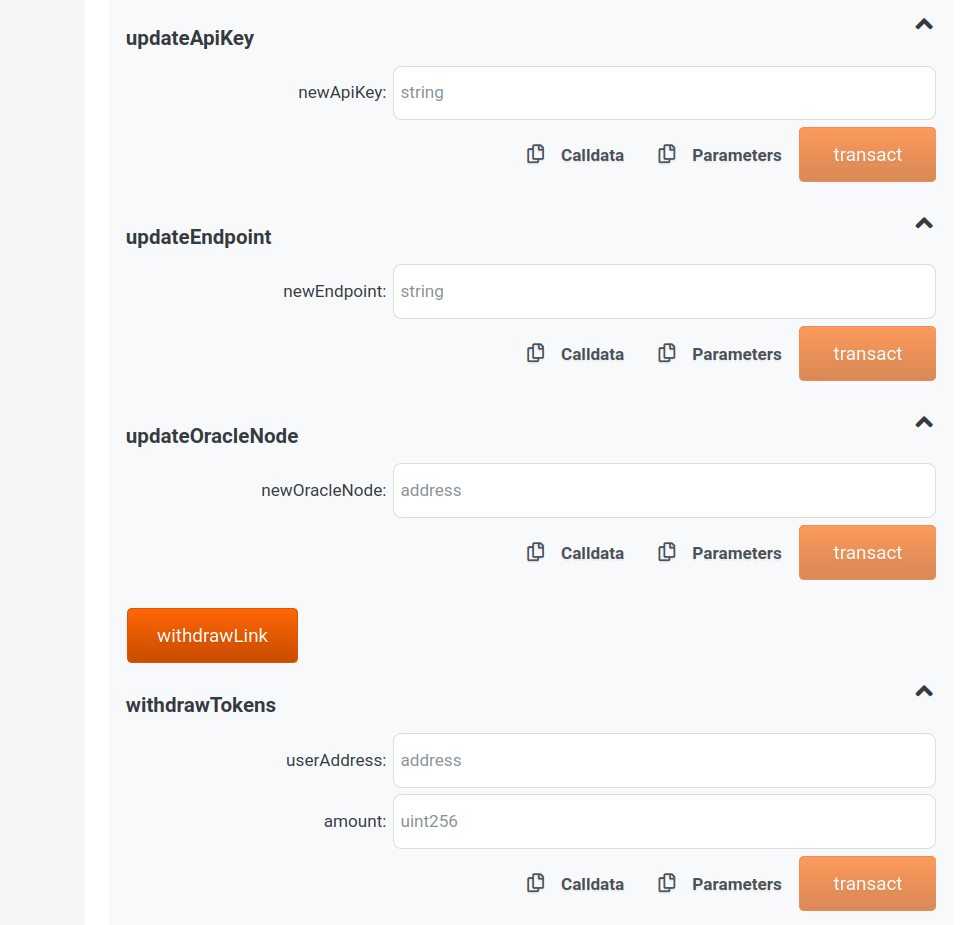 updateApiKey
newApiKey: string
Calldata Parameters transact
updateEndpoint
newEndpoint: string
Calldata Parameters transact
updateOracleNode
newOracleNode: address
Calldata Parameters transact
withdrawLink
withdrawTokens
userAddress: address
amount: uint256
Calldata Parameters transact